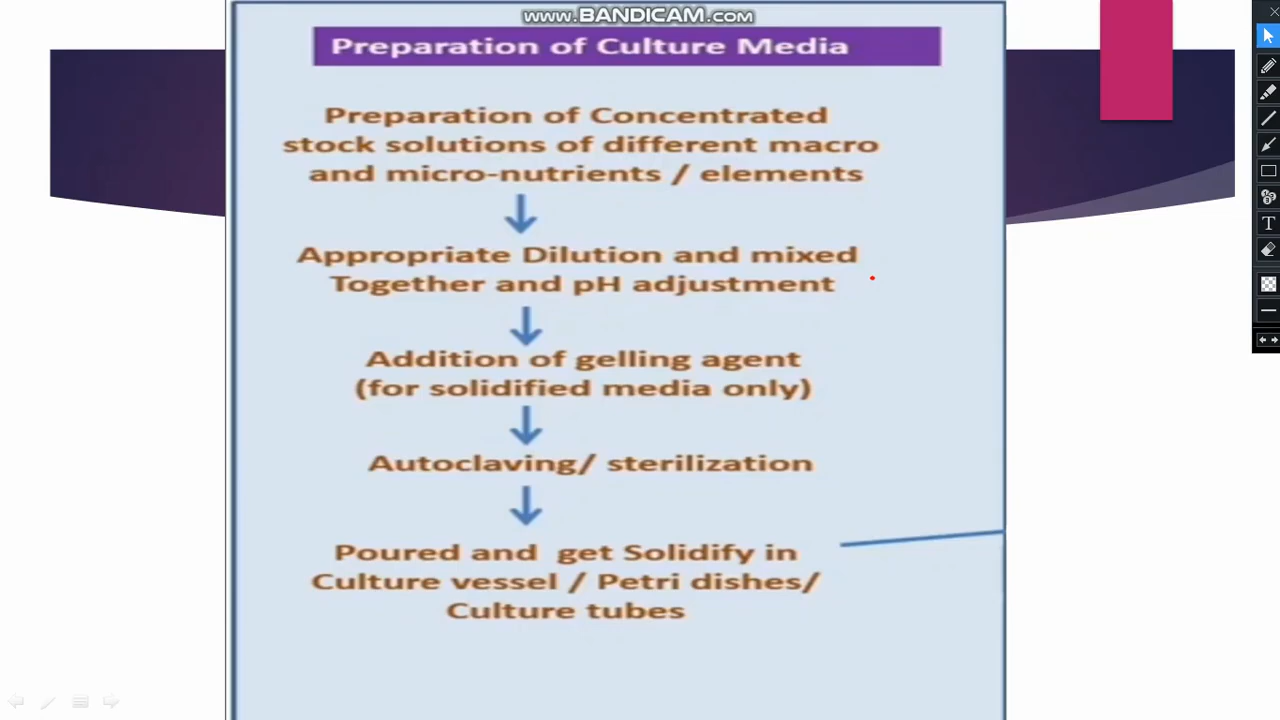 www.BANDICAM.com
Preparation of Culture Media
Preparation of Concentrated
stock solutions of different macro
and micro-nutrients / elements
Appropriate Dilution and mixed
Together and pH adjustment
Addition of gelling agent
(for solidified media only)
Autoclaving/ sterilization
Poured and get Solidify in
Culture vessel / Petri dishes/
Culture tubes